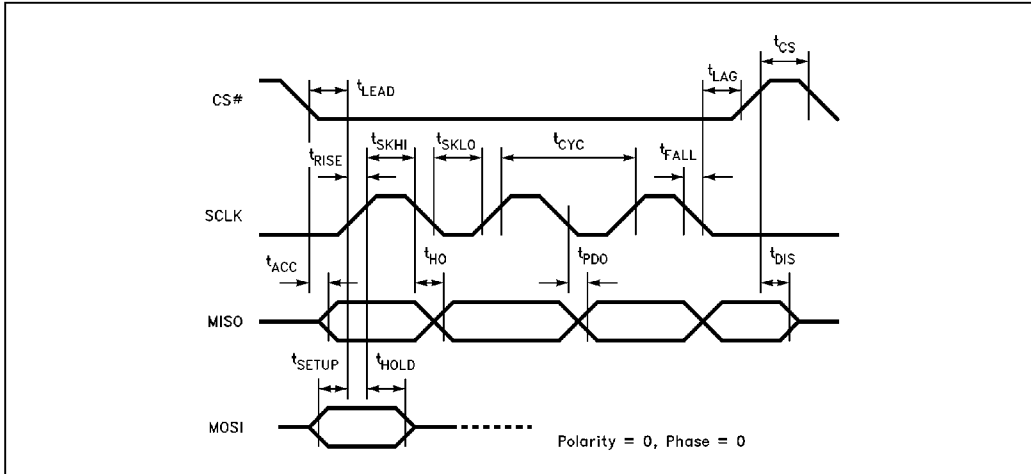 tCS
tLAG
tLEAD
CS#
tSKHI
tSKLO
tCYC
tRISE
tFALL
SCLK
tACC
tHO
tPDO
tDIS
MISO
tSETUP
tHOLD
MOSI
Polarity = 0, Phase = 0